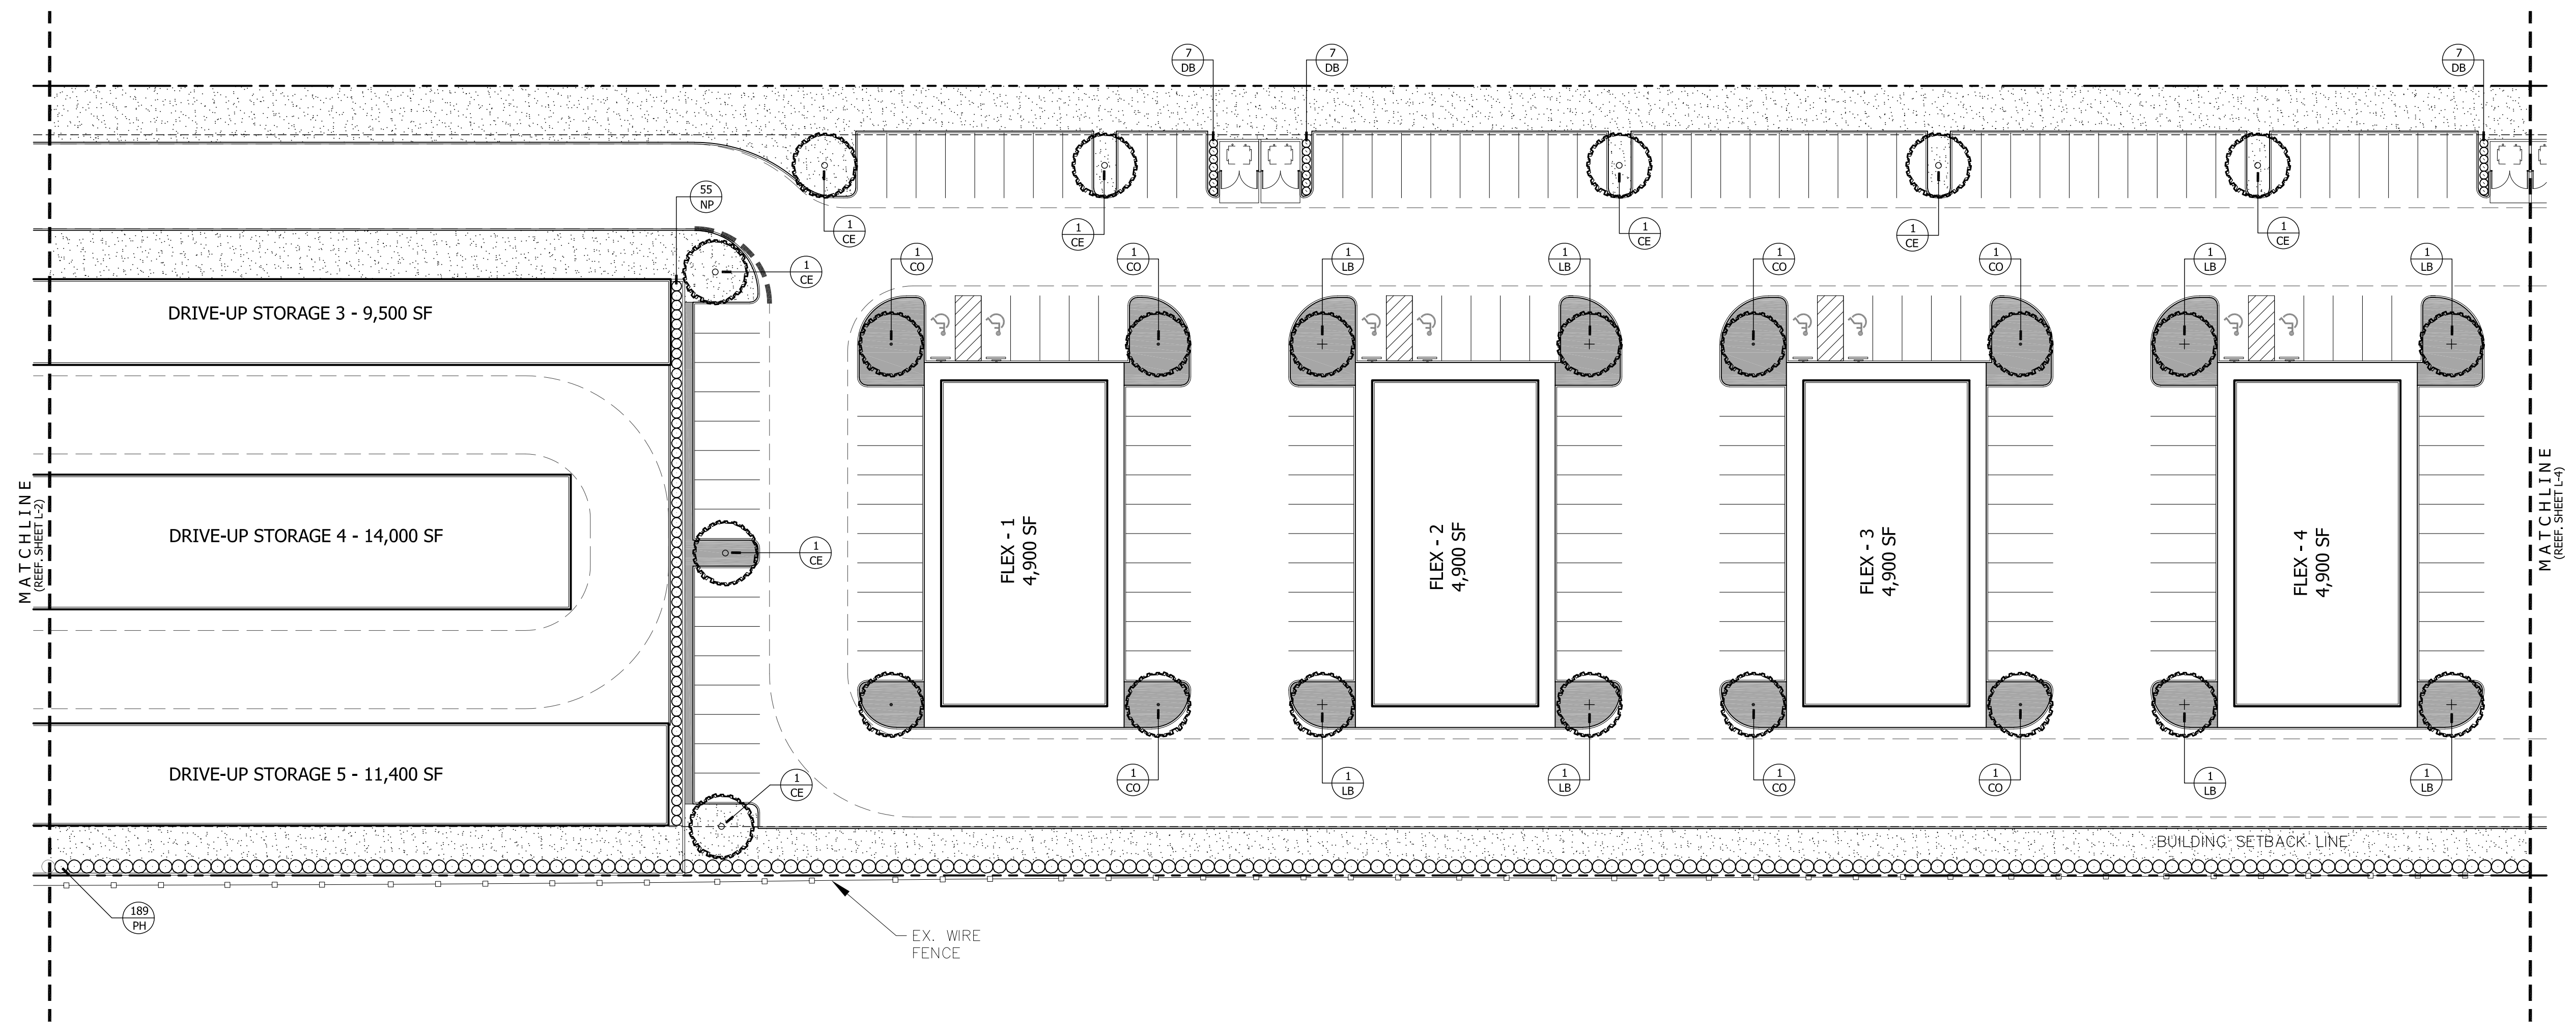 7
DB
7
DB
7
DB
55
NP
1
CE
1
CE
1
CE
1
CE
1
CE
1
CE
1
CO
1
CO
1
LB
1
LB
1
CO
1
CO
1
LB
1
LB
DRIVE-UP STORAGE 3 - 9,500 SF
MATCHLINE
(REEF. SHEET L-2)
DRIVE-UP STORAGE 4 - 14,000 SF
1
CE
FLEX - 1
4,900 SF
FLEX - 2
4,900 SF
FLEX - 3
4,900 SF
FLEX - 4
4,900 SF
MATCHLINE
(REEF. SHEET L-4)
DRIVE-UP STORAGE 5 - 11,400 SF
1
CE
1
CO
1
LB
1
LB
1
CO
1
CO
1
LB
1
LB
BUILDING SETBACK LINE
189
PH
EX. WIRE
FENCE